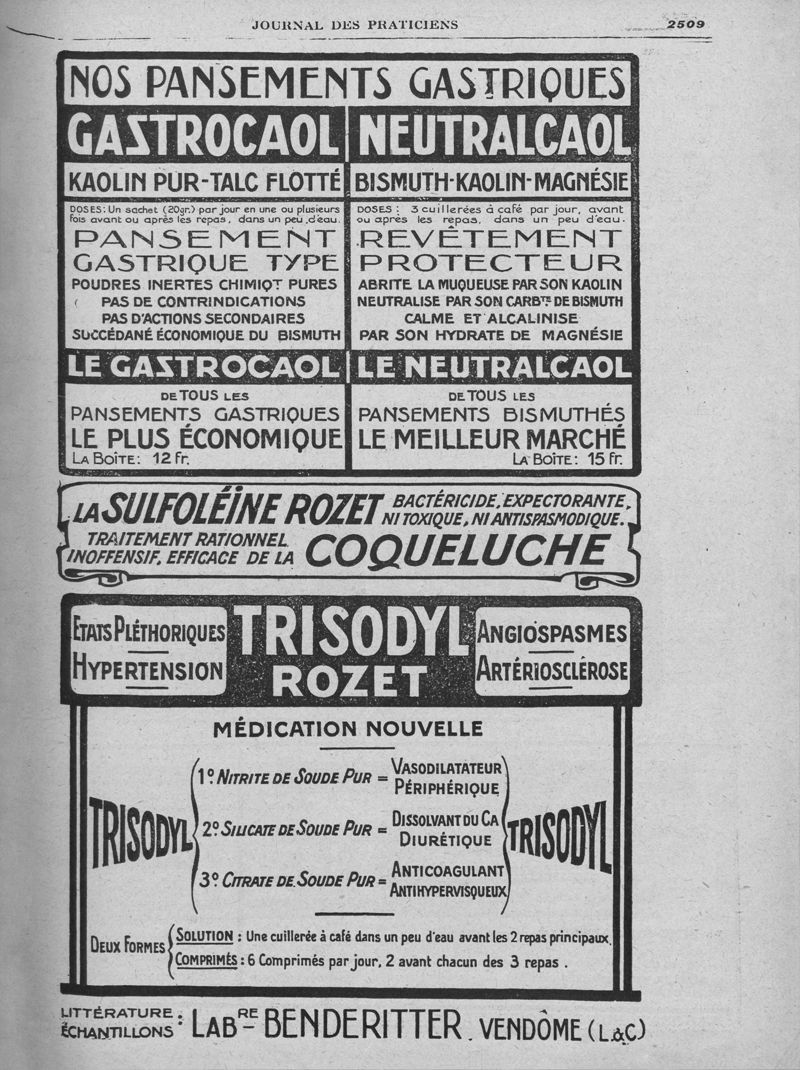 JOURNAL DES PRATICIENS 2509
NOS PANSEMENTS GASTRIQUES
GASTROCAOL
KAOLIN PUR-TALC FLOTTÉ
DOSES: Un sachet (20gr.) par jour en une ou plusieurs
fois avant ou après les repas, dans un peu d'eau.
PANSEMENT
GASTRIQUE TYPE
POUDRES INERTES CHIMIQT PURES
PAS DE CONTRINDICATIONS
PAS D'ACTIONS SECONDAIRES
SUCCÉDANÉ ÉCONOMIQUE DU BISMUTH
LE GASTROCAOL
DE TOUS LES
PANSEMENTS GASTRIQUES
LE PLUS ÉCONOMIQUE
LA BOÎTE: 12 Fr.
NEUTRALCAOL
BISMUTH-KAOLIN-MAGNÉSIE
DOSES: 3 cuillerées à café par jour, avant
ou après les repas, dans un peu d'eau.
REVÊTEMENT
PROTECTEUR
ABRITE LA MUQUEUSE PAR SON KAOLIN
NEUTRALISE PAR SON CARBTE DE BISMUTH
CALME ET ALCALINISE
PAR SON HYDRATE DE MAGNÉSIE
LE NEUTRALCAOL
DE TOUS LES
PANSEMENTS BISMUTHÉS
LE MEILLEUR MARCHÉ
LA BOÎTE: 15 Fr.
LA SULFOLÉÏNE ROZET BACTÉRICIDE, EXPECTORANTE,
NI TOXIQUE, NI ANTISPASMODIQUE.
TRAITEMENT RATIONNEL
INOFFENSIF, EFFICACE DE LA COQUELUCHE
ETATS PLÉTHORIQUES
HYPERTENSION
TRISODYL
ROZET
ANGIOSPASMES
ARTÉRIOSCLÉROSE
MÉDICATION NOUVELLE
TRISODYL
1º NITRITE DE SOUDE PUR = VASODILATATEUR
PÉRIPHÉRIQUE
2º SILICATE DE SOUDE PUR = DISSOLVANT DU CA
DIURÉTIQUE
3º CITRATE DE SOUDE PUR = ANTICOAGULANT
ANTIHYPERVISQUEUX
TRISODYL
DEUX FORMES
SOLUTION : Une cuillerée à café dans un peu d'eau avant les 2 repas principaux.
COMPRIMÉS : 6 Comprimés par jour, 2 avant chacun des 3 repas.
LITTÉRATURE :
ÉCHANTILLONS : LABRE BENDERITTER. VENDÔME (L.&C.)